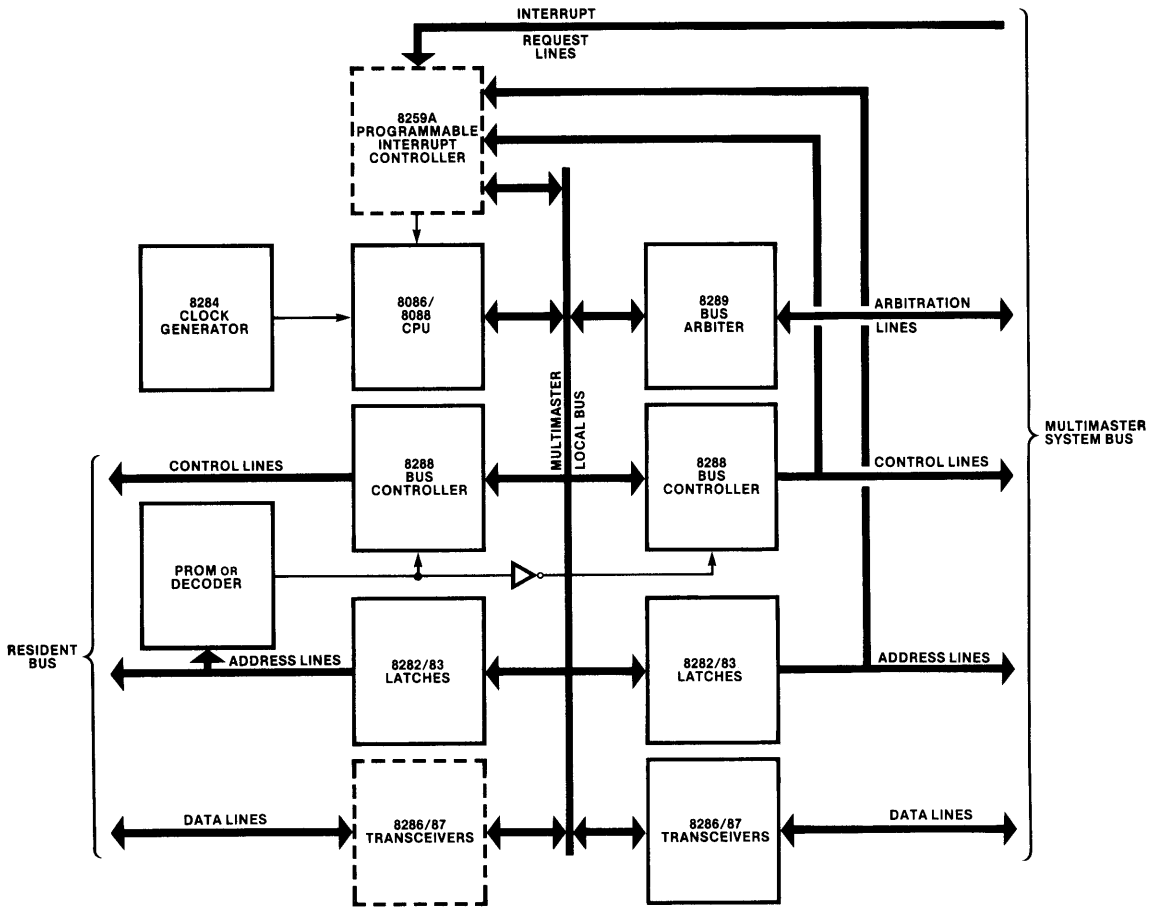 INTERRUPT
REQUEST
LINES
8259A
PROGRAMMABLE
INTERRUPT
CONTROLLER
8284
CLOCK
GENERATOR
8086/
8088
CPU
8289
BUS
ARBITER
ARBITRATION
LINES
MULTIMASTER
LOCAL BUS
MULTIMASTER
SYSTEM BUS
CONTROL LINES
8288
BUS
CONTROLLER
8288
BUS
CONTROLLER
CONTROL LINES
PROM OR
DECODER
RESIDENT
BUS
ADDRESS LINES
8282/83
LATCHES
8282/83
LATCHES
ADDRESS LINES
DATA LINES
8286/87
TRANSCEIVERS
8286/87
TRANSCEIVERS
DATA LINES